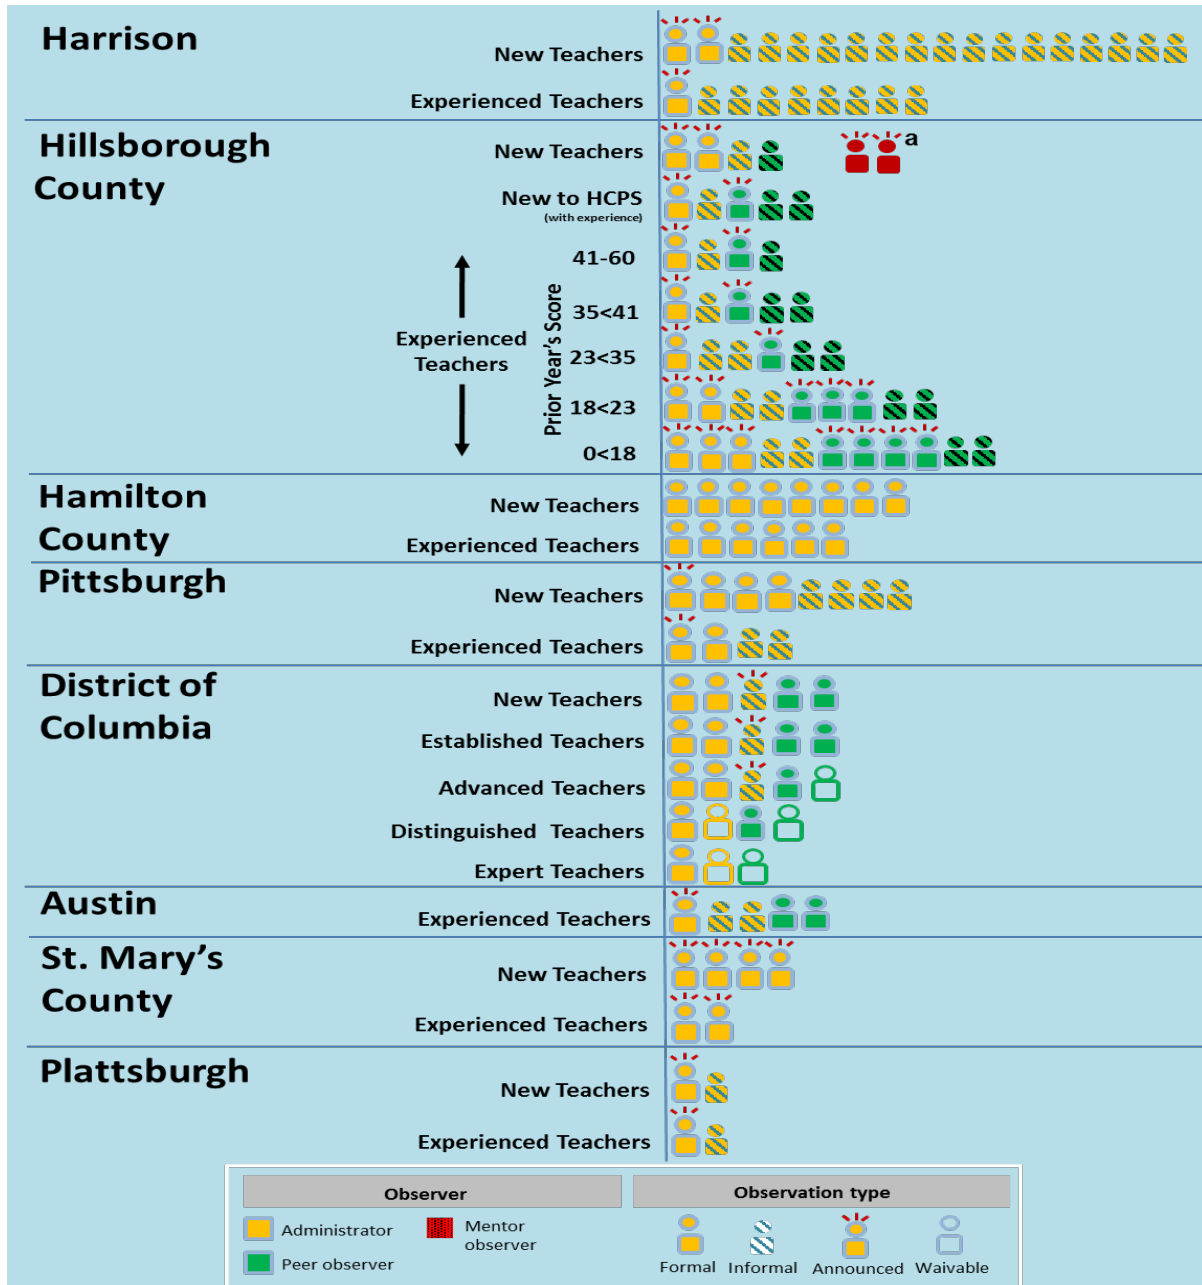 Harrison
New Teachers
Experienced Teachers
Hillsborough
County
New Teachers
a
New to HCPS
(with experience)
Experienced
Teachers
Prior Year's Score
41-60
35<41
23<35
18<23
0<18
Hamilton
County
New Teachers
Experienced Teachers
Pittsburgh
New Teachers
Experienced Teachers
District of
Columbia
New Teachers
Established Teachers
Advanced Teachers
Distinguished Teachers
Expert Teachers
Austin
Experienced Teachers
St. Mary's
County
New Teachers
Experienced Teachers
Plattsburgh
New Teachers
Experienced Teachers
Observer
Administrator
Mentor
observer
Peer observer
Observation type
Formal
Informal
Announced
Waivable